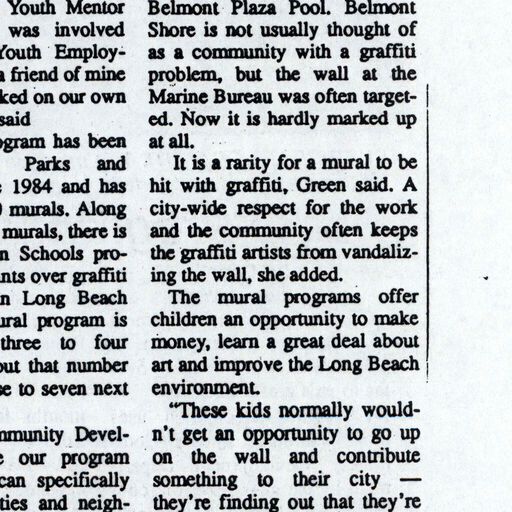 Youth Mentor
was involved
Youth Employ-
a friend of mine
ked on our own
said
ogram has been
Parks and
1984 and has
murals. Along
murals, there is
n Schools pro-
nts over graffiti
n Long Beach
ural program is
three to four
out that number
se to seven next
mmunity Devel-
e our program
can specifically
ties and neigh-
Belmont Plaza Pool. Belmont
Shore is not usually thought of
as a community with a graffiti
problem, but the wall at the
Marine Bureau was often target-
ed. Now it is hardly marked up
at all.
It is a rarity for a mural to be
hit with graffiti, Green said. A
city-wide respect for the work
and the community often keeps
the graffiti artists from vandaliz-
ing the wall, she added.
The mural programs offer
children an opportunity to make
money, learn a great deal about
art and improve the Long Beach
environment.
“These kids normally would-
n't get an opportunity to go up
on the wall and contribute
something to their city —
they're finding out that they're